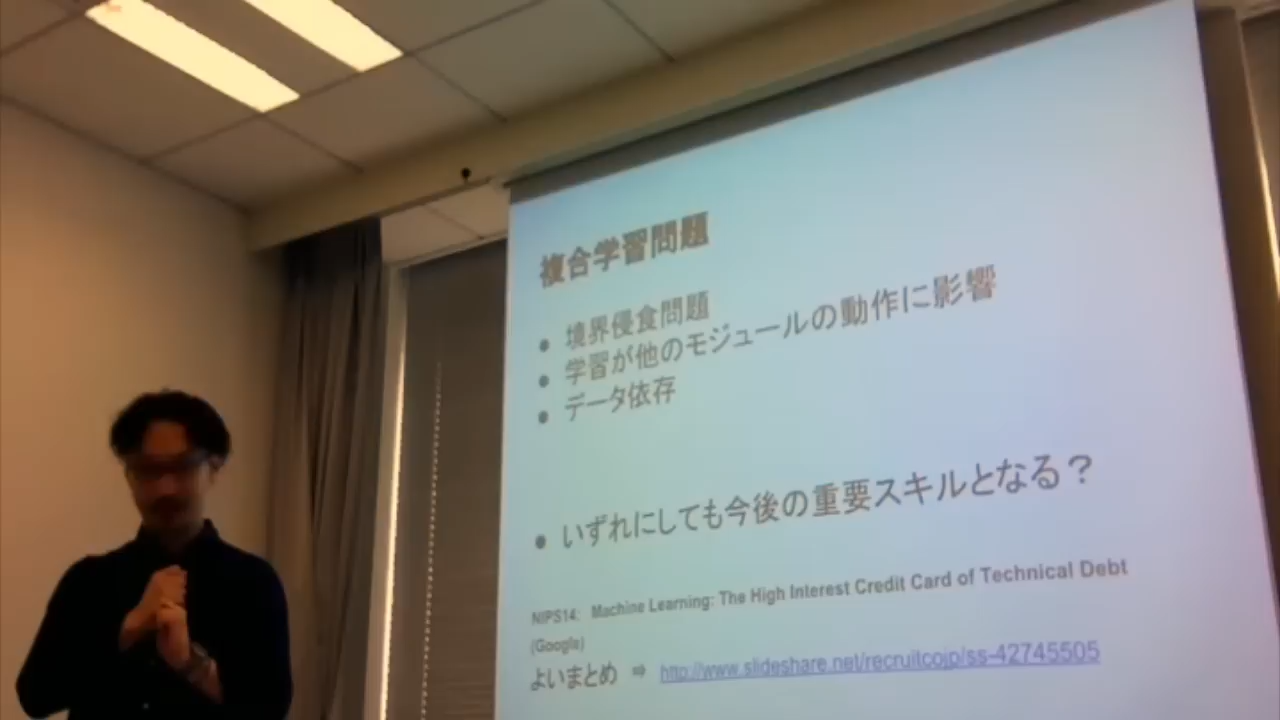 複合学習問題
● 境界侵食問題
● 学習が他のモジュールの動作に影響
● データ依存
● いずれにしても今後の重要スキルとなる？
NIPS14: Machine Learning: The High Interest Credit Card of Technical Debt
(Google)
よいまとめ ⇒ http://www.slideshare.net/recruitcojp/ss-42745505